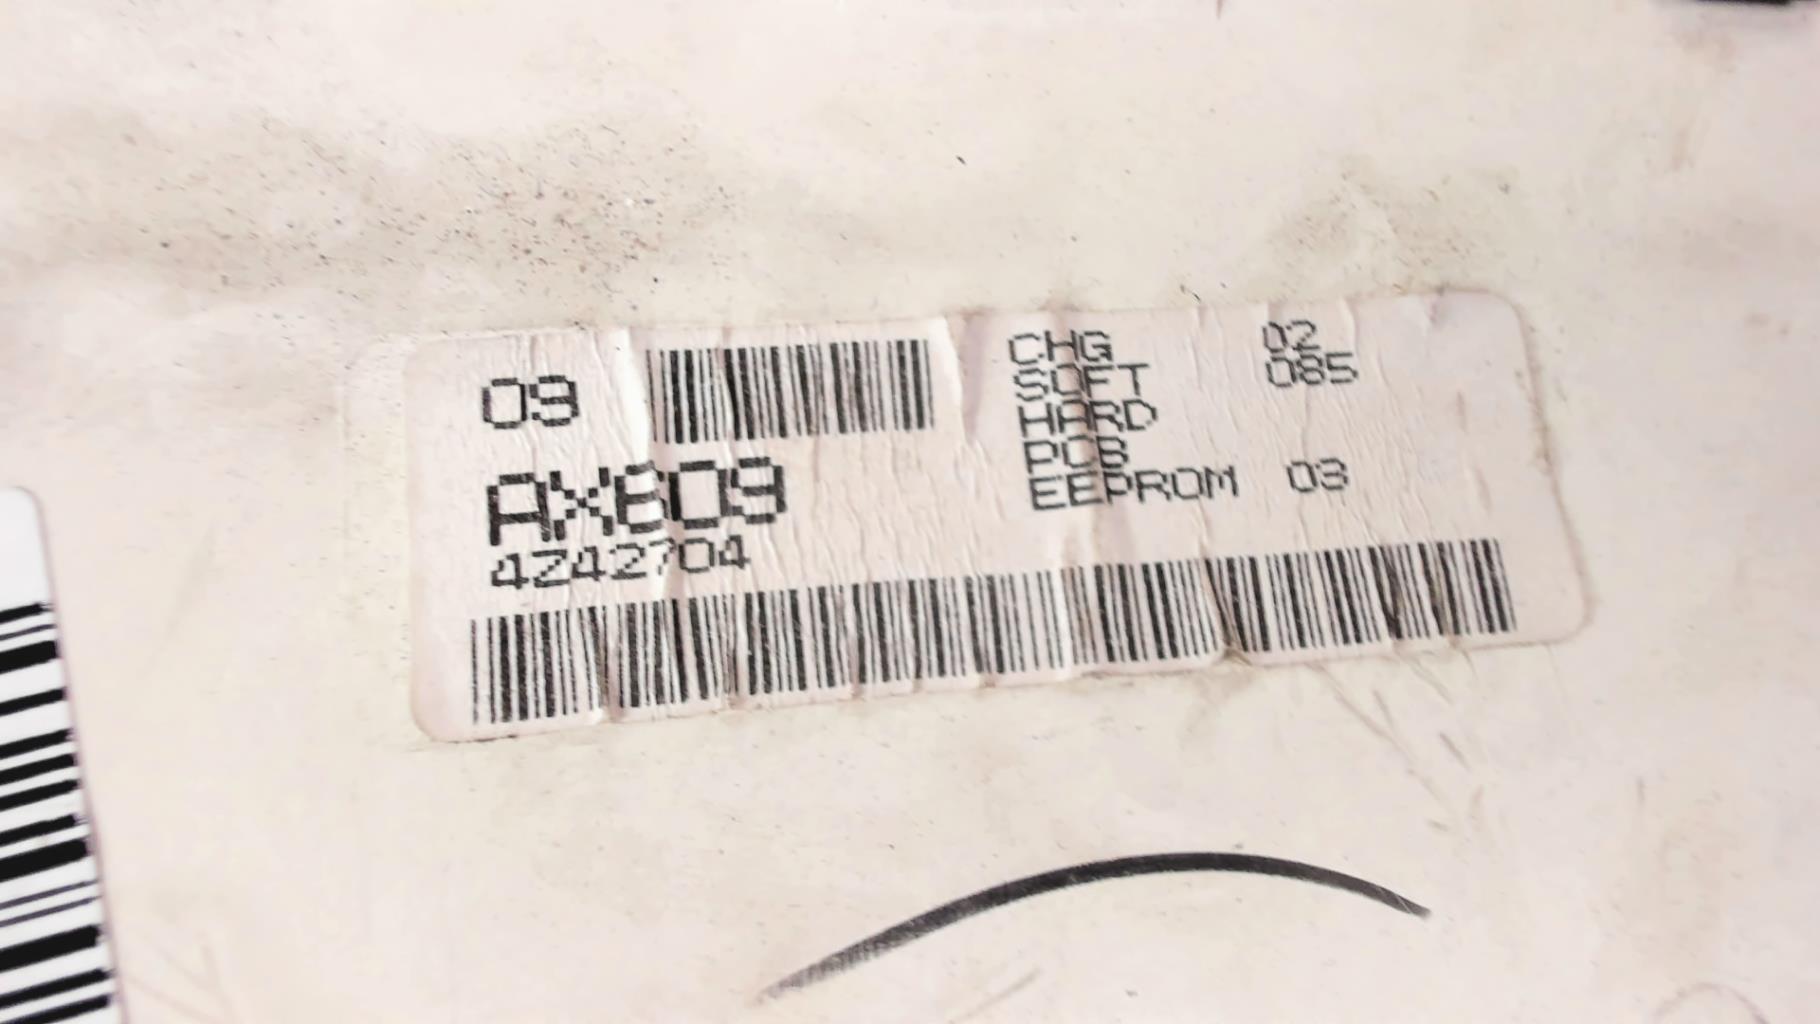 09
AX609
4Z42704
CHG 02
SOFT 085
HARD
PCB
EEPROM 03